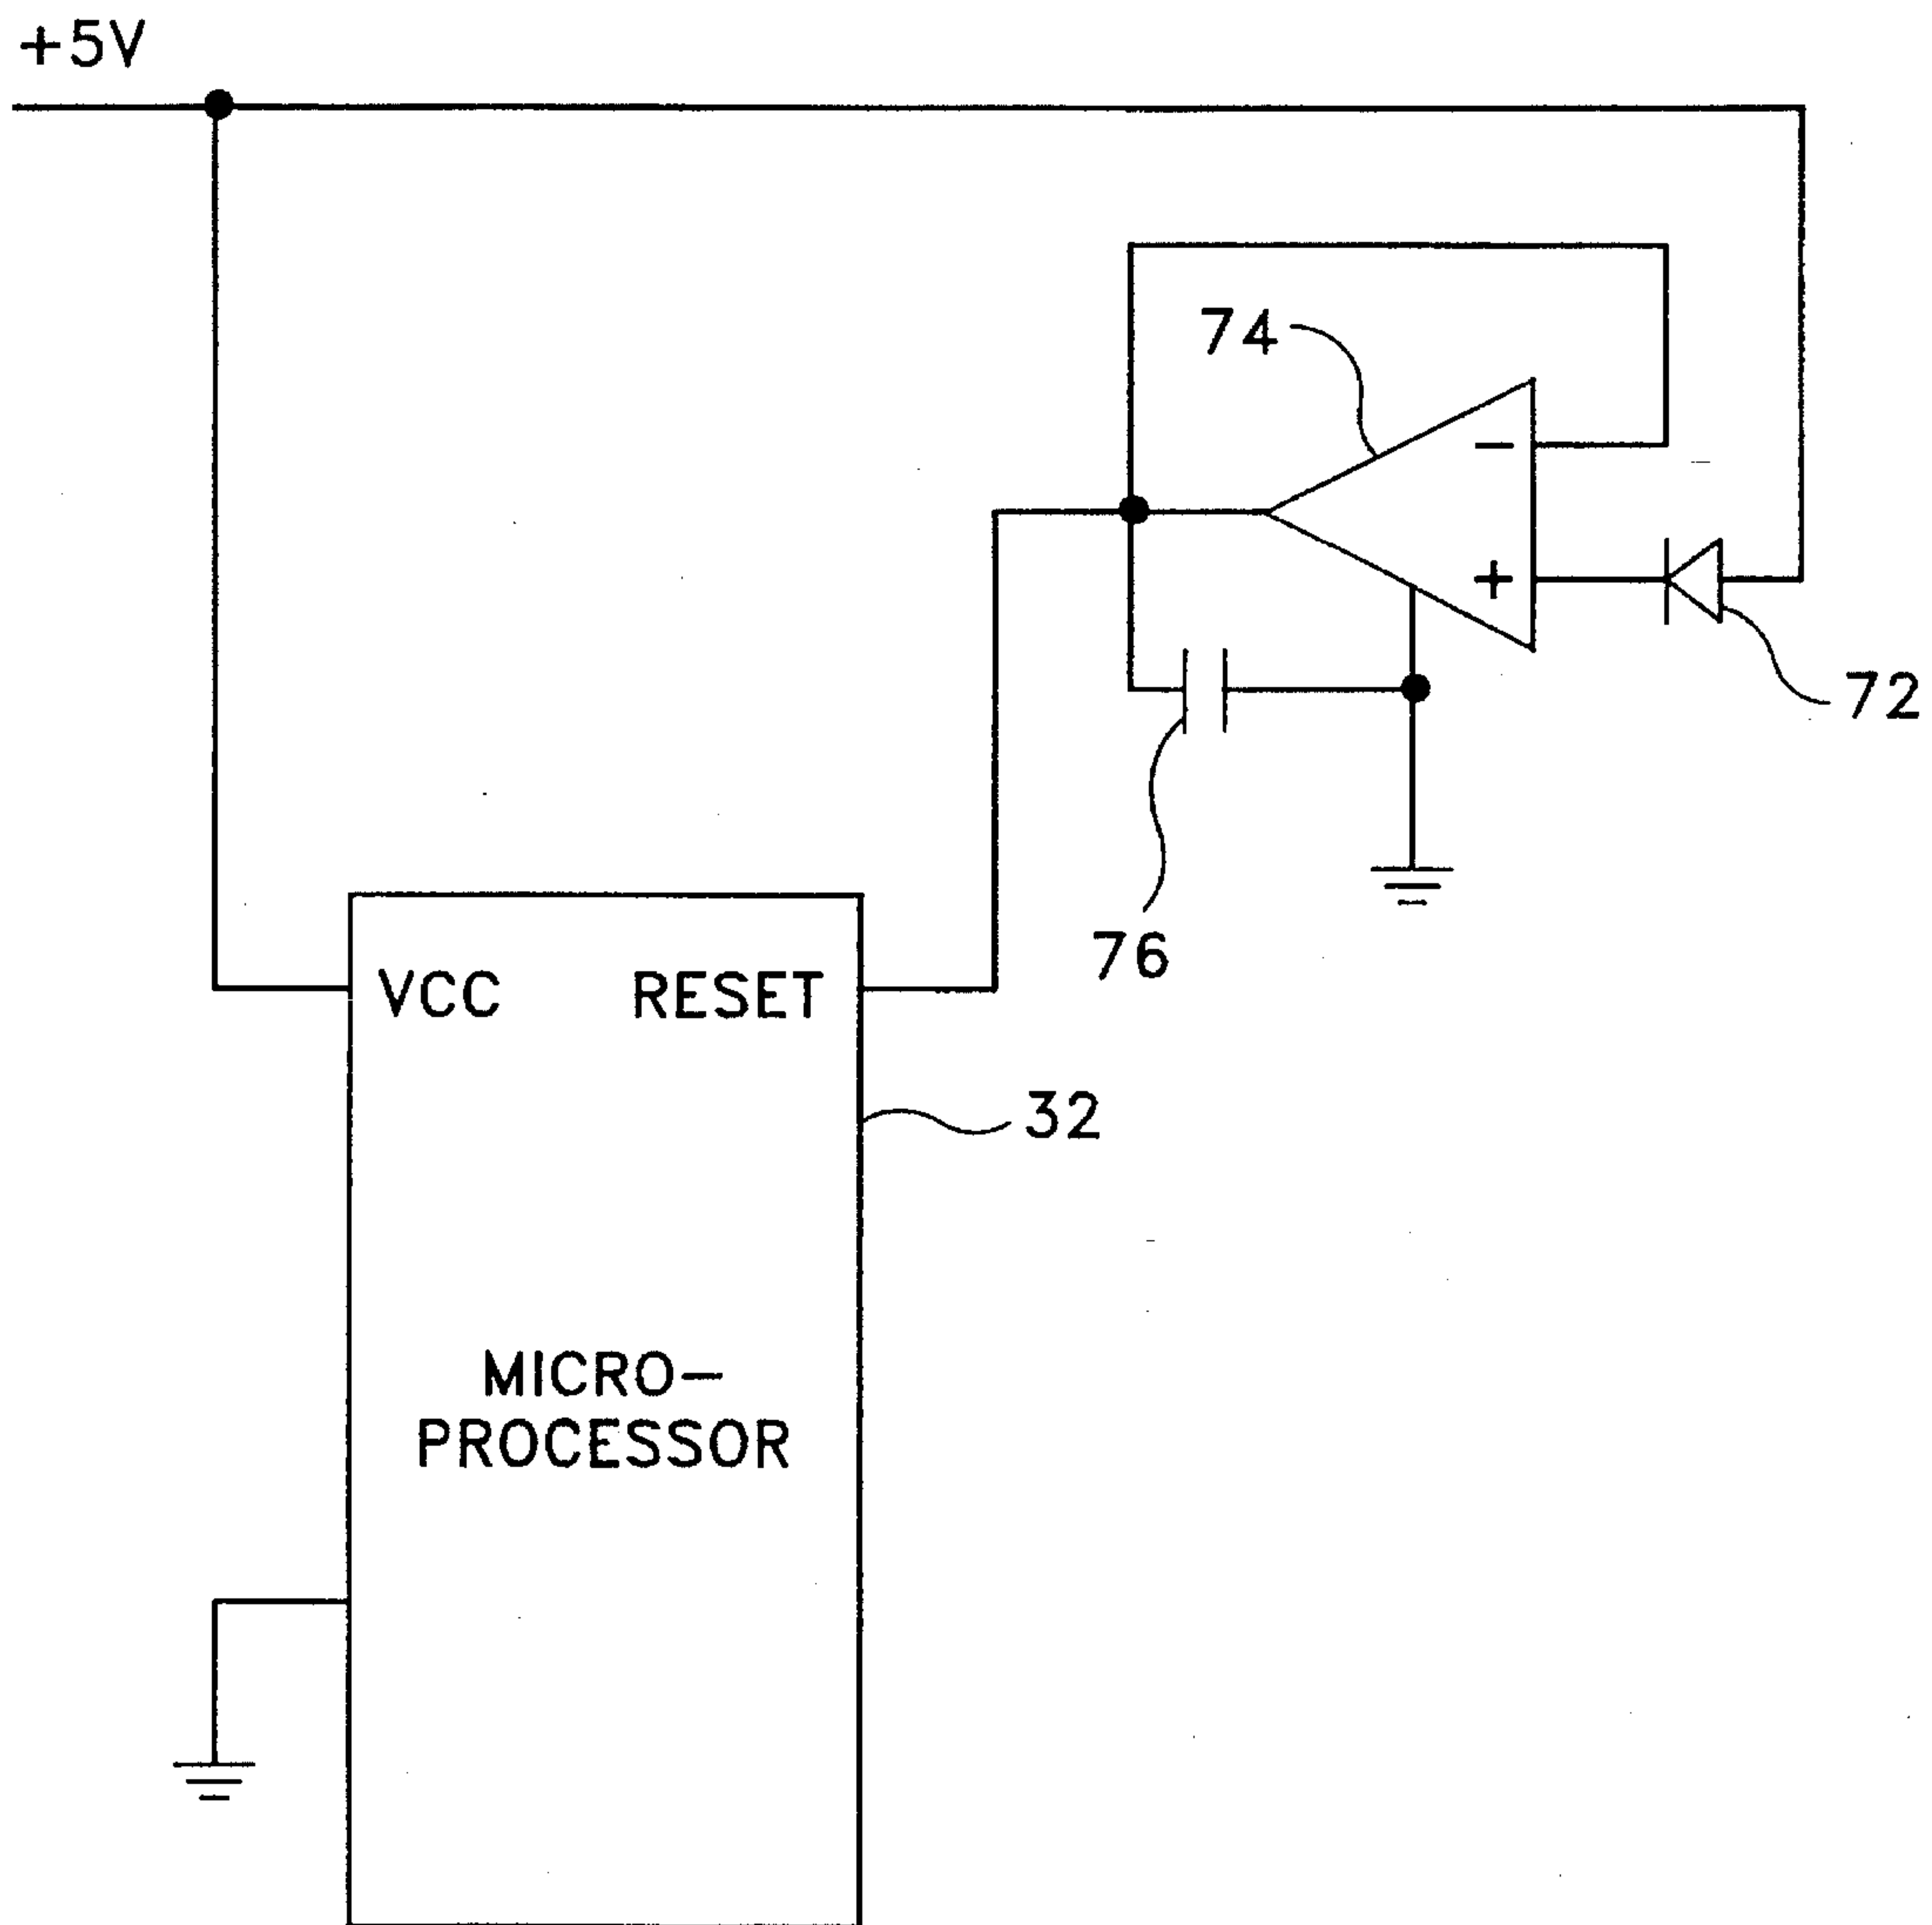 +5V
74
−
+
72
76
VCC RESET
32
MICRO-
PROCESSOR